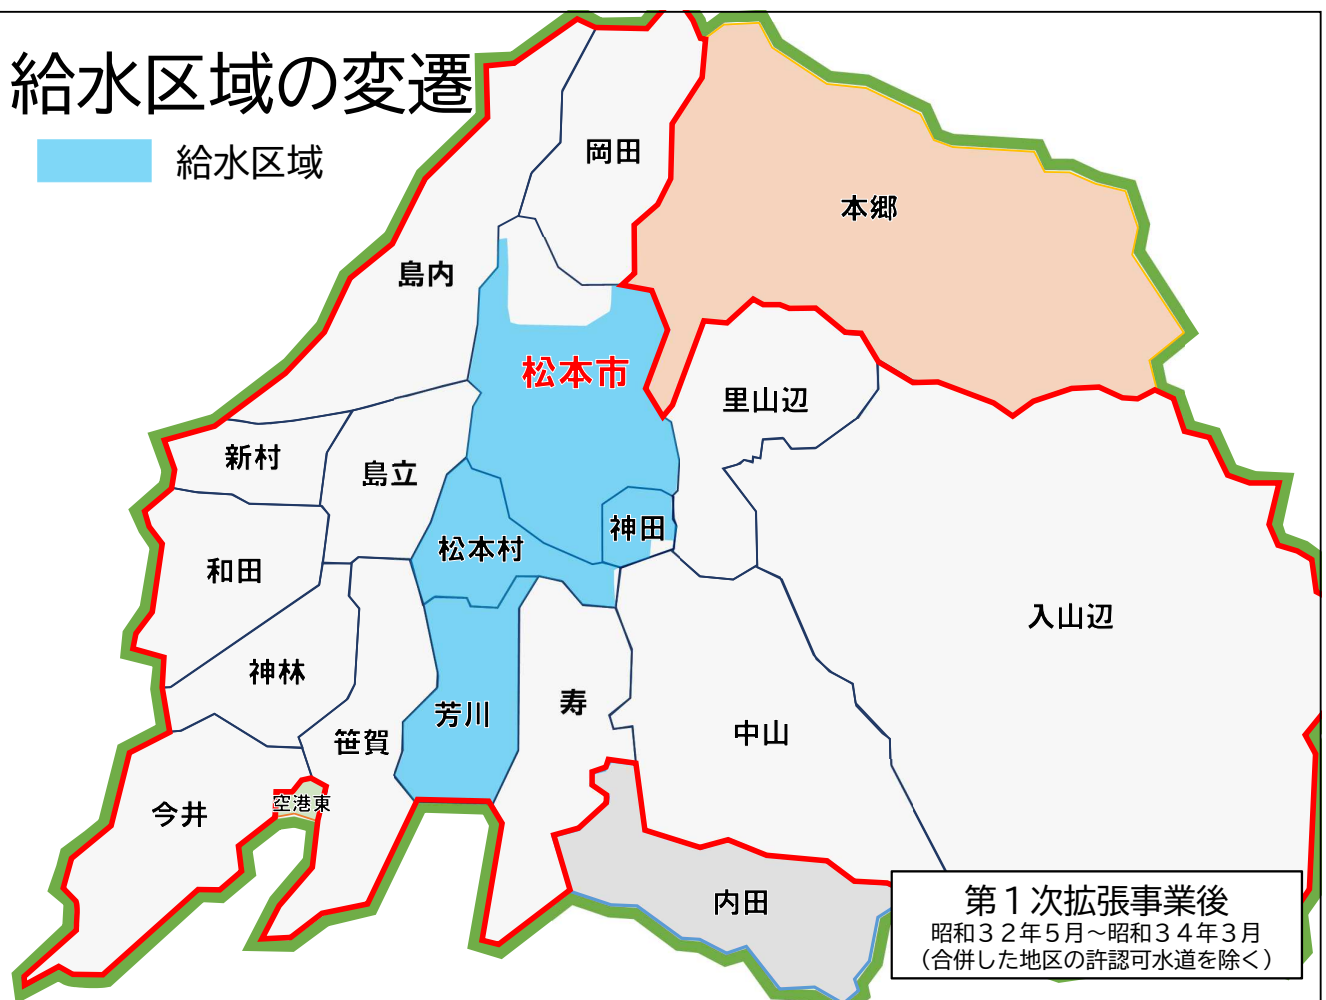 給水区域の変遷
給水区域
岡田
本郷
島内
松本市
里山辺
新村
島立
神田
松本村
和田
入山辺
神林
寿
芳川
中山
笹賀
空港東
今井
内田
第１次拡張事業後
昭和３２年５月～昭和３４年３月
（合併した地区の許認可水道を除く）